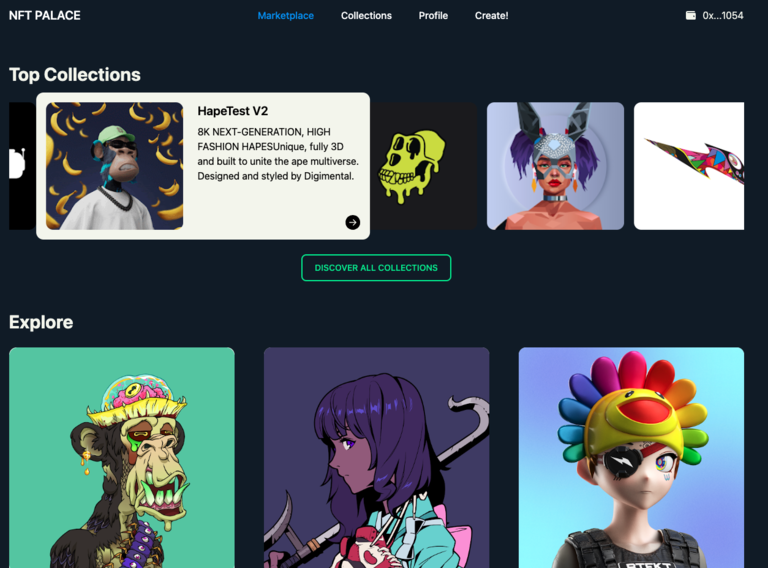 NFT PALACE
Marketplace
Collections
Profile
Create!
0x...1054
Top Collections
HapeTest V2
8K NEXT-GENERATION, HIGH
FASHION HAPESUnique, fully 3D
and built to unite the ape multiverse.
Designed and styled by Digimental.
DISCOVER ALL COLLECTIONS
Explore